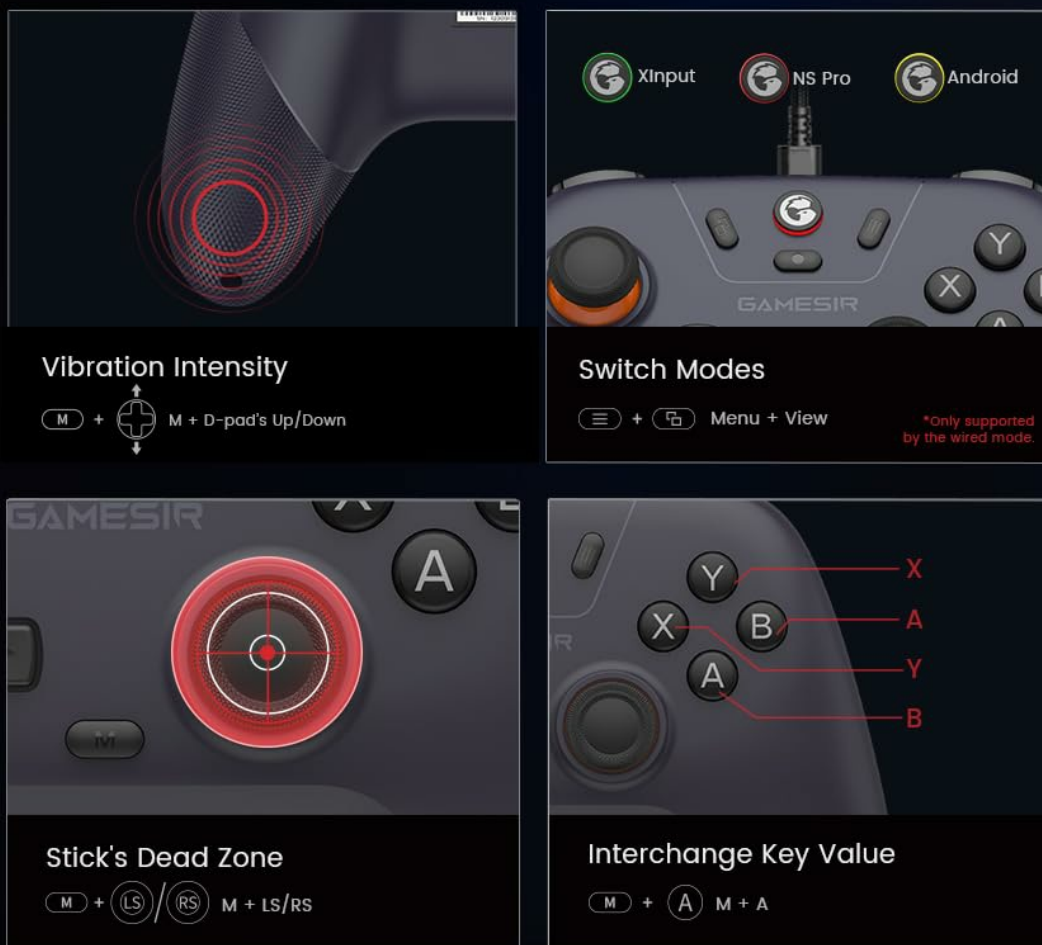 XInput
NS Pro
Android
Y
X
GAMESIR
Vibration Intensity
M + M + D-pad's Up/Down
Switch Modes
+ Menu + View
*Only supported
by the wired mode.
GAMESIR
A
M
Y X
X B A
A Y
B
Stick's Dead Zone
M + LS / RS M + LS/RS
Interchange Key Value
M + A M + A